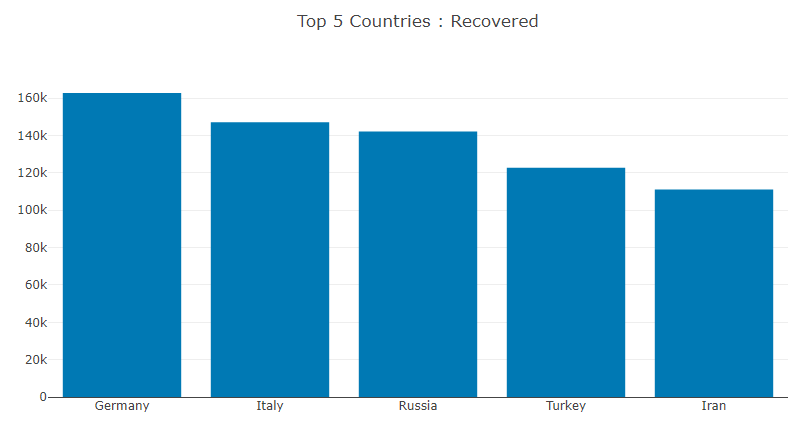 Top 5 Countries : Recovered
160k
140k
120k
100k
80k
60k
40k
20k
0
Germany Italy Russia Turkey Iran